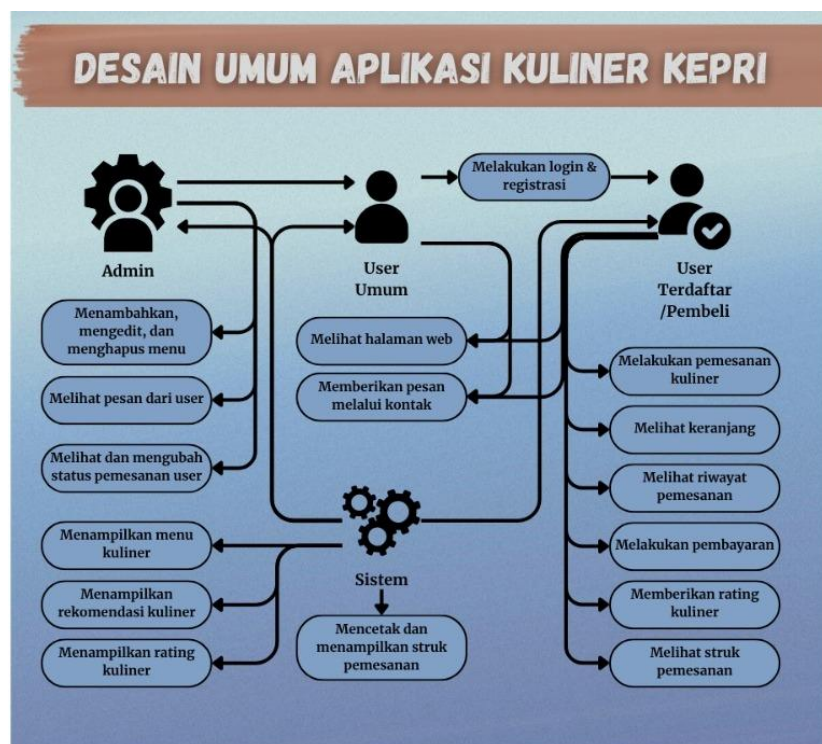 DESAIN UMUM APLIKASI KULINER KEPRI
Melakukan login &
registrasi
Admin
User
Umum
User
Terdaftar
/Pembeli
Menambahkan,
mengedit, dan
menghapus menu
Melihat pesan dari user
Melihat dan mengubah
status pemesanan user
Melihat halaman web
Memberikan pesan
melalui kontak
Melakukan pemesanan
kuliner
Melihat keranjang
Melihat riwayat
pemesanan
Melakukan pembayaran
Memberikan rating
kuliner
Melihat struk
pemesanan
Menampilkan menu
kuliner
Menampilkan
rekomendasi kuliner
Menampilkan rating
kuliner
Sistem
Mencetak dan
menampilkan struk
pemesanan